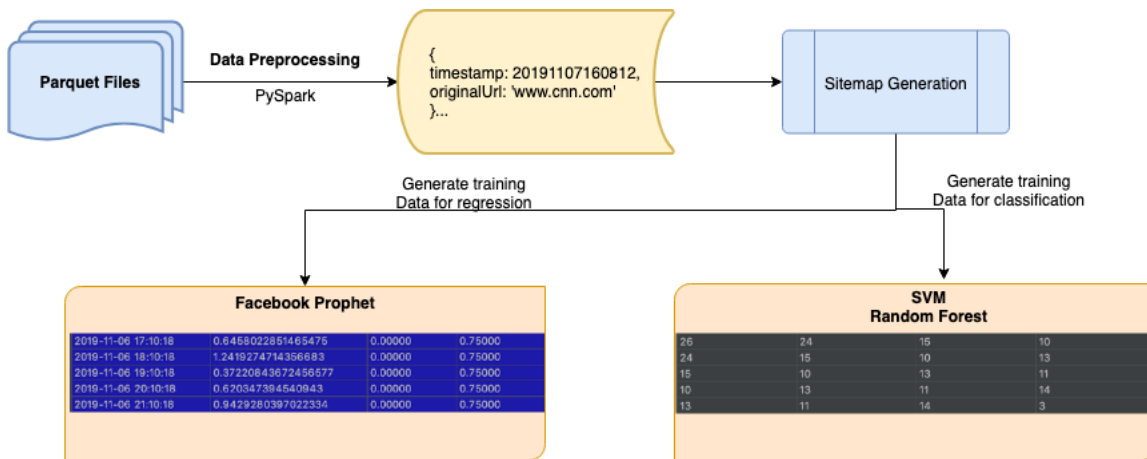 Parquet Files
Data Preprocessing
PySpark
{
timestamp: 20191107160812,
originalUrl: 'www.cnn.com'
}...
Sitemap Generation
Generate training
Data for regression
Generate training
Data for classification
Facebook Prophet
2019-11-06 17:10:18 0.6458022851465475 0.00000 0.75000
2019-11-06 18:10:18 1.2419274714356683 0.00000 0.75000
2019-11-06 19:10:18 0.37220843672456577 0.00000 0.75000
2019-11-06 20:10:18 0.620347394540943 0.00000 0.75000
2019-11-06 21:10:18 0.9429280397022334 0.00000 0.75000
SVM
Random Forest
26 24 15 10
24 15 10 13
15 10 13 11
10 13 11 14
13 11 14 3